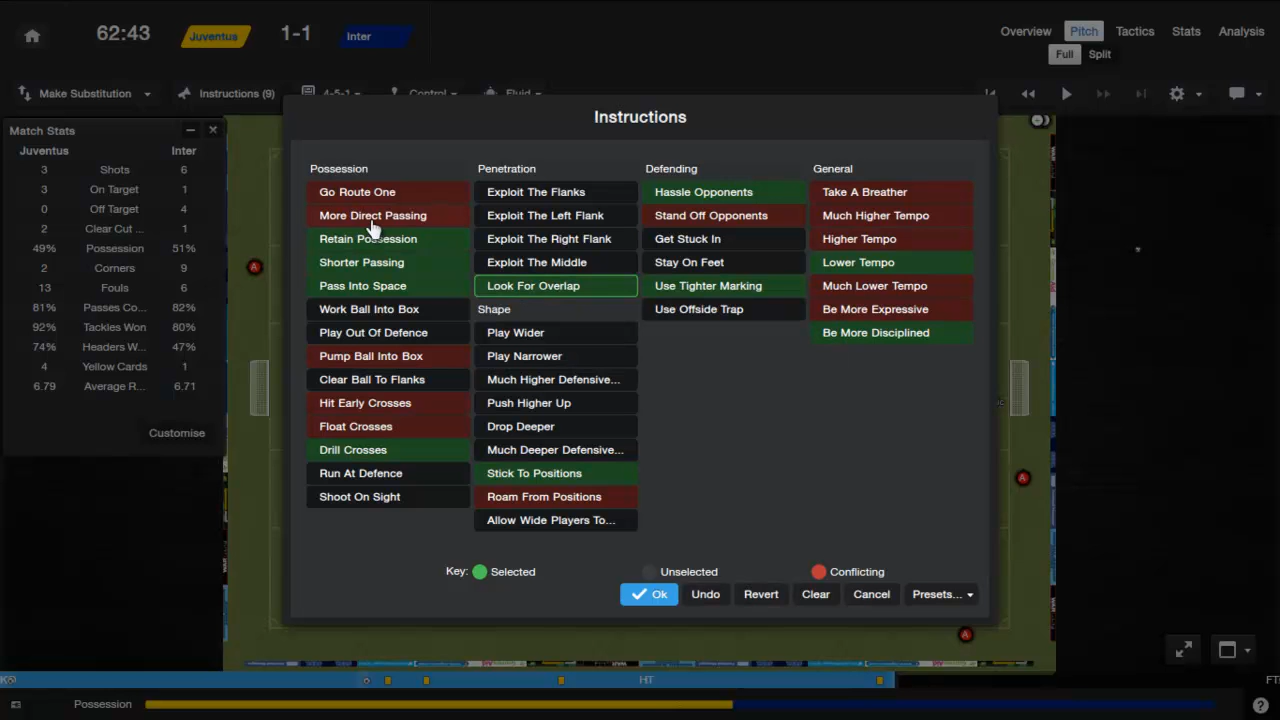 62:43
Juventus
1-1
Inter
Overview
Pitch
Tactics
Stats
Analysis
Full
Split
Make Substitution
Instructions (9)
4-5-1
Control
Fluid
Match Stats
Juventus
Inter
3 Shots 6
3 On Target 1
0 Off Target 4
2 Clear Cut ... 1
49% Possession 51%
2 Corners 9
13 Fouls 6
81% Passes Co... 82%
92% Tackles Won 80%
74% Headers W... 47%
4 Yellow Cards 1
6.79 Average R... 6.71
Customise
Instructions
Possession
Go Route One
More Direct Passing
Retain Possession
Shorter Passing
Pass Into Space
Work Ball Into Box
Play Out Of Defence
Pump Ball Into Box
Clear Ball To Flanks
Hit Early Crosses
Float Crosses
Drill Crosses
Run At Defence
Shoot On Sight
Penetration
Exploit The Flanks
Exploit The Left Flank
Exploit The Right Flank
Exploit The Middle
Look For Overlap
Shape
Play Wider
Play Narrower
Much Higher Defensive...
Push Higher Up
Drop Deeper
Much Deeper Defensive...
Stick To Positions
Roam From Positions
Allow Wide Players To...
Defending
Hassle Opponents
Stand Off Opponents
Get Stuck In
Stay On Feet
Use Tighter Marking
Use Offside Trap
General
Take A Breather
Much Higher Tempo
Higher Tempo
Lower Tempo
Much Lower Tempo
Be More Expressive
Be More Disciplined
Key:
Selected
Unselected
Conflicting
Ok
Undo
Revert
Clear
Cancel
Presets...
A
A
A
HT
FT
Possession